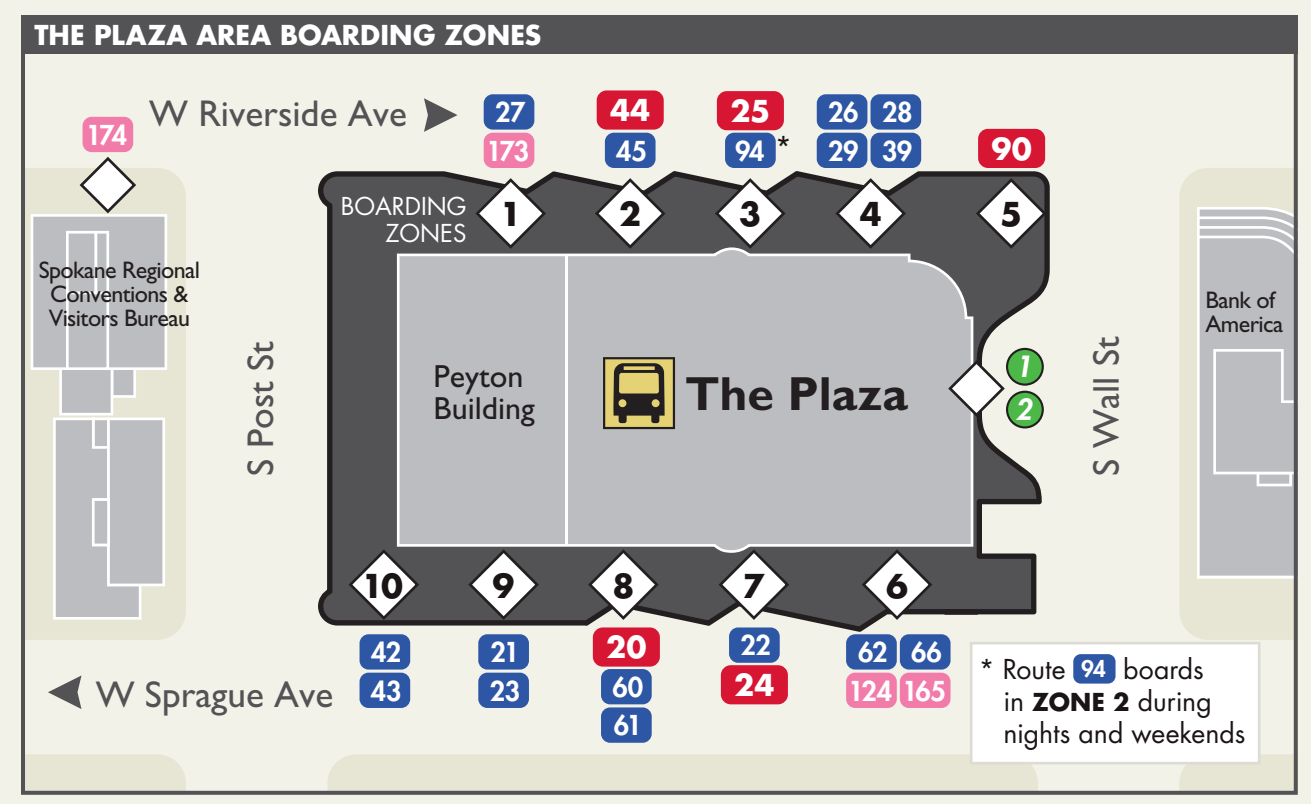 THE PLAZA AREA BOARDING ZONES
W Riverside Ave
174
27
173
44
45
25
94 *
26 28
29 39
90
BOARDING
ZONES
1
2
3
4
5
Spokane Regional
Conventions &
Visitors Bureau
S Post St
Peyton
Building
The Plaza
1
2
S Wall St
Bank of
America
10
9
8
7
6
W Sprague Ave
42
43
21
23
20
60
61
22
24
62 66
124 165
* Route 94 boards
in ZONE 2 during
nights and weekends